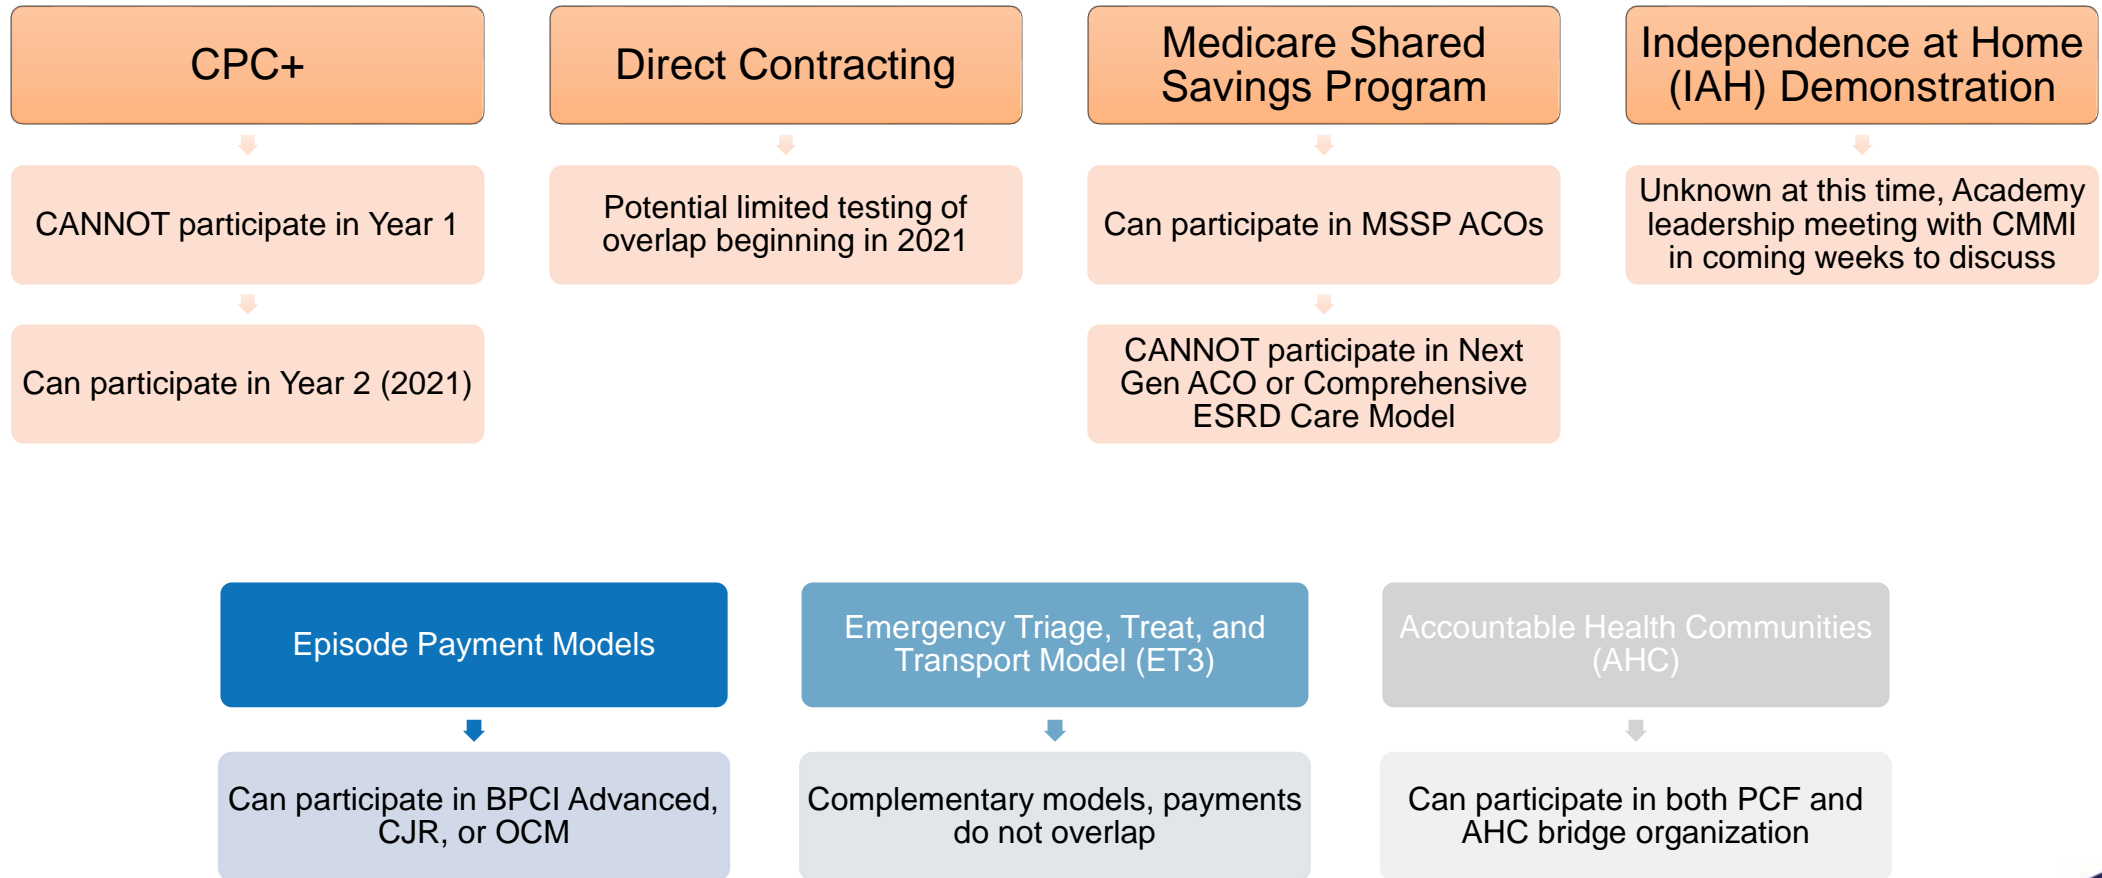 CPC+
CANNOT participate in Year 1
Can participate in Year 2 (2021)
Direct Contracting
Potential limited testing of
overlap beginning in 2021
Medicare Shared
Savings Program
Can participate in MSSP ACOs
CANNOT participate in Next
Gen ACO or Comprehensive
ESRD Care Model
Independence at Home
(IAH) Demonstration
Unknown at this time, Academy
leadership meeting with CMMI
in coming weeks to discuss
Episode Payment Models
Can participate in BPCI Advanced,
CJR, or OCM
Emergency Triage, Treat, and
Transport Model (ET3)
Complementary models, payments
do not overlap
Accountable Health Communities
(AHC)
Can participate in both PCF and
AHC bridge organization